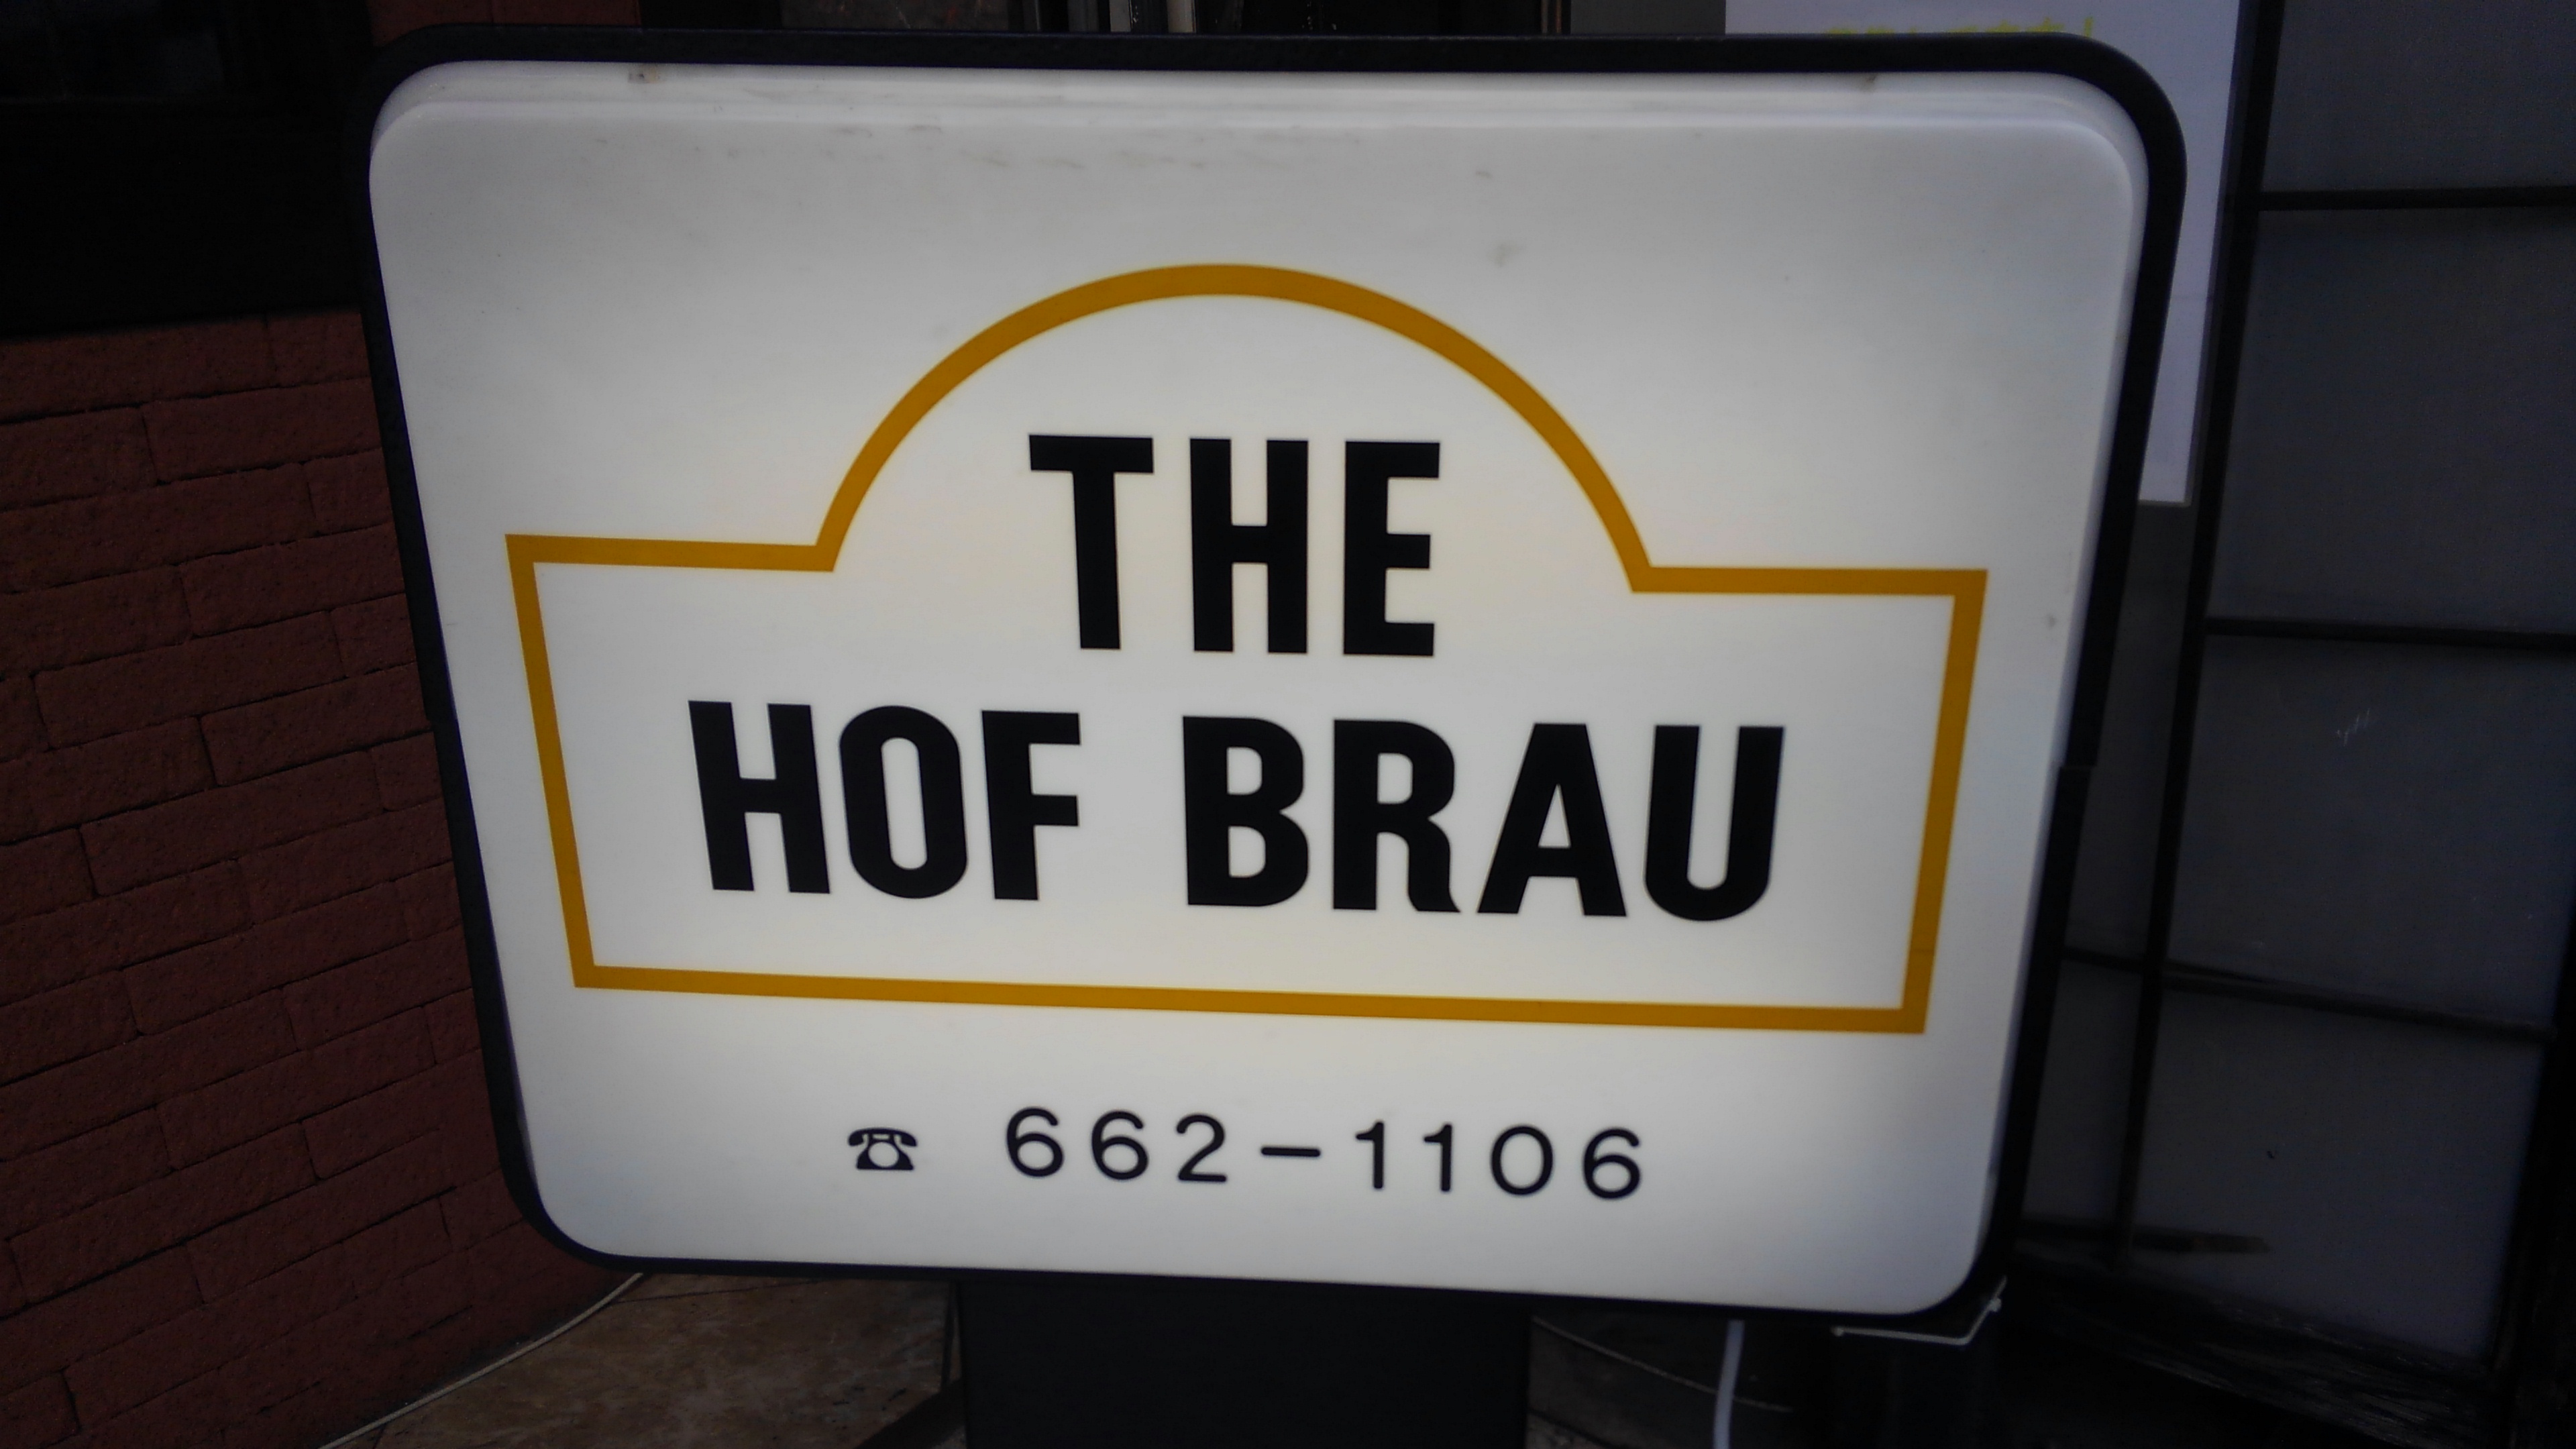 THE
HOF BRAU
☎ 662-1106